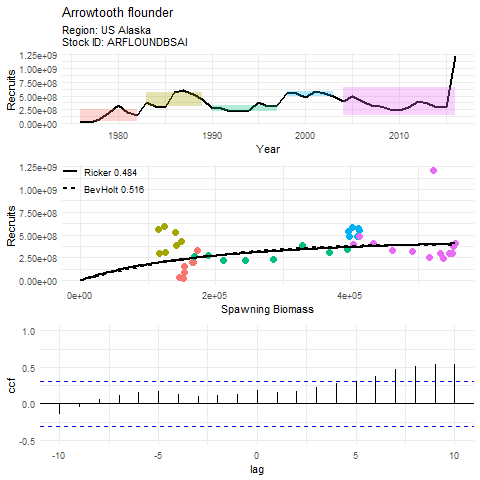 Arrowtooth flounder
Region: US Alaska
Stock ID: ARFLOUNDBSAI
1.25e+09
1.00e+09
7.50e+08
5.00e+08
2.50e+08
0.00e+00
Recruits
1980
1990
2000
2010
Year
1.25e+09
1.00e+09
7.50e+08
5.00e+08
2.50e+08
0.00e+00
Recruits
Ricker 0.484
BevHolt 0.516
0e+00
2e+05
4e+05
Spawning Biomass
1.0
0.5
0.0
-0.5
ccf
-10
-5
0
5
10
lag